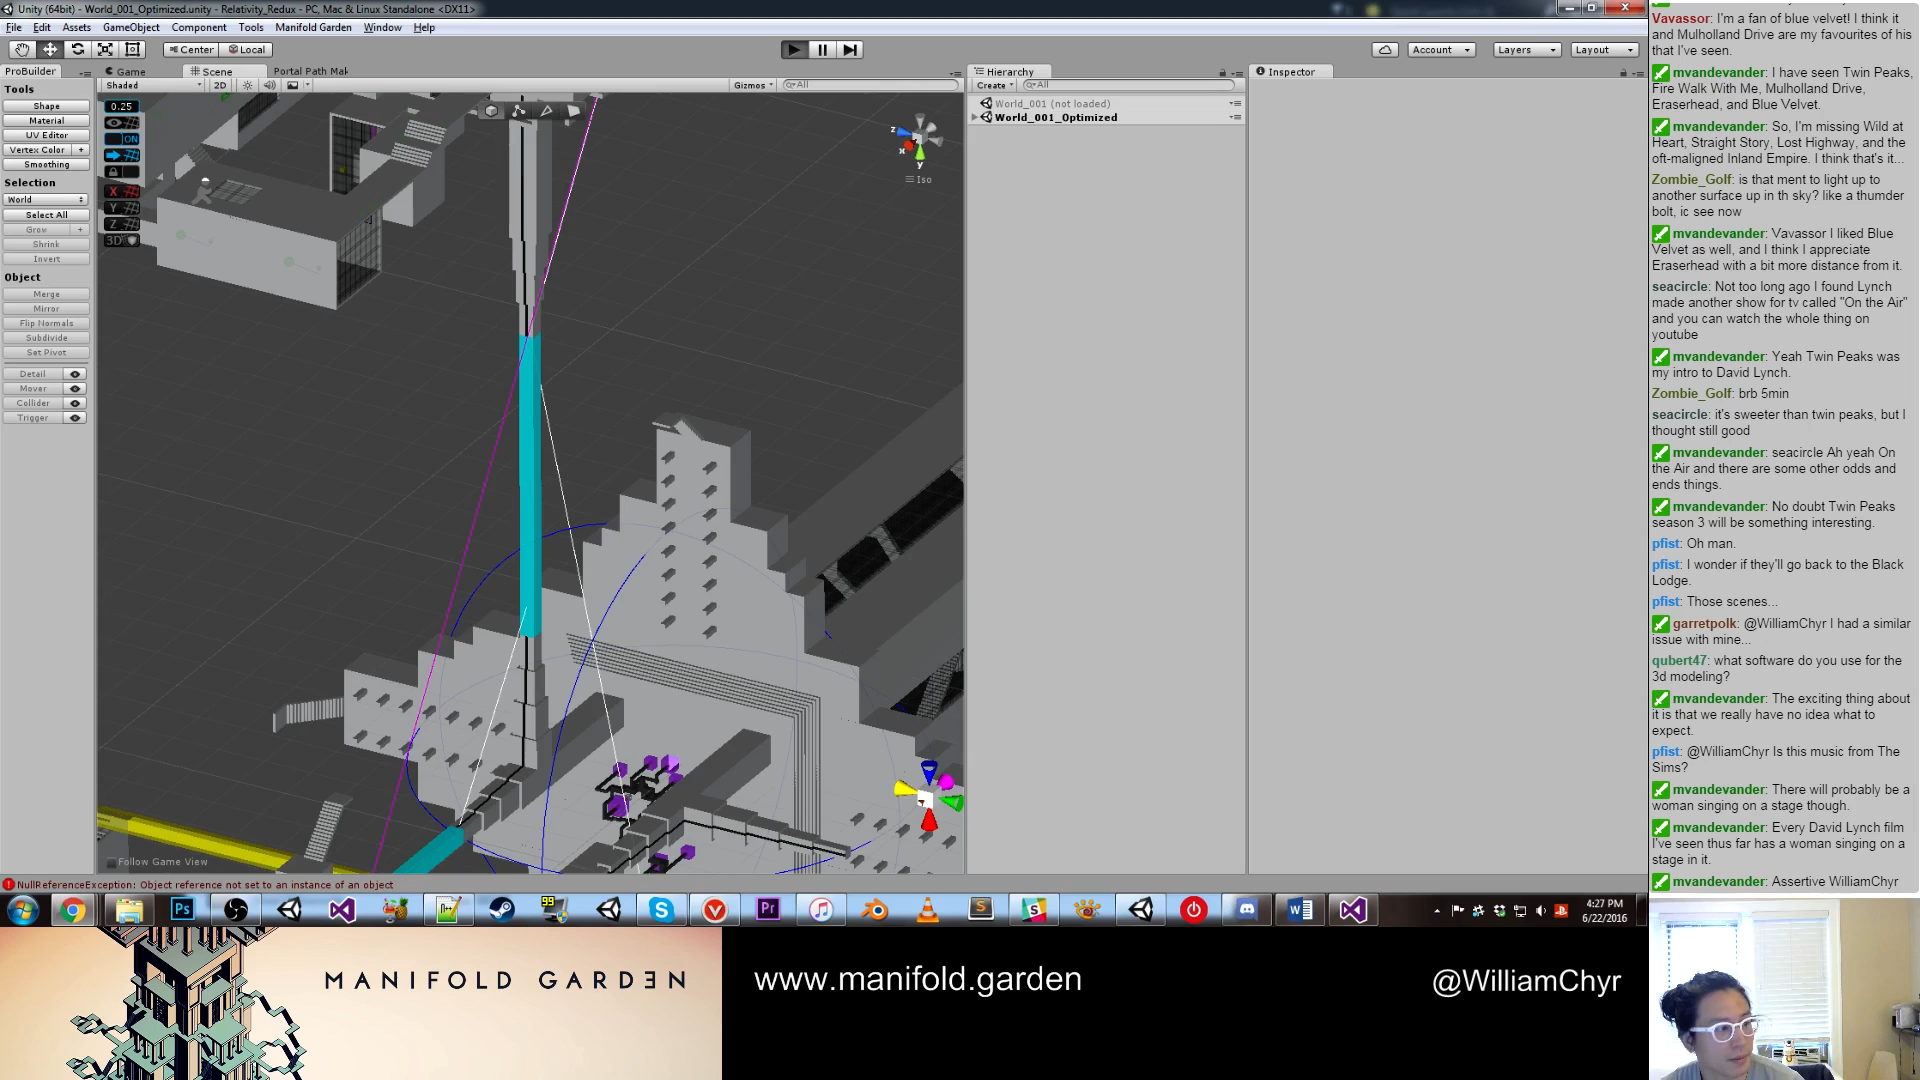 Unity (64bit) - World_001_Optimized.unity - Relativity_Redux - PC, Mac & Linux Standalone <DX11>
File Edit Assets GameObject Component Tools Manifold Garden Window Help
Center Local Account Layers Layout
ProBuilder Game Scene Portal Path Mak Hierarchy Inspector
Shaded 2D Gizmos All Create All
Tools
Shape
Material
UV Editor
Vertex Color +
Smoothing
Selection
World
Select All
Grow +
Shrink
Invert
Object
Merge
Mirror
Flip Normals
Subdivide
Set Pivot
Detail
Mover
Collider
Trigger
0.25
ON
X
Y
Z
3D
z
x
y
Iso
Follow Game View
World_001 (not loaded)
World_001_Optimized
NullReferenceException: Object reference not set to an instance of an object
Vavassor: I'm a fan of blue velvet! I think it
and Mulholland Drive are my favourites of his
that I've seen.
mvandevander: I have seen Twin Peaks,
Fire Walk With Me, Mulholland Drive,
Eraserhead, and Blue Velvet.
mvandevander: So, I'm missing Wild at
Heart, Straight Story, Lost Highway, and the
oft-maligned Inland Empire. I think that's it...
Zombie_Golf: is that ment to light up to
another surface up in th sky? like a thumder
bolt, ic see now
mvandevander: Vavassor I liked Blue
Velvet as well, and I think I appreciate
Eraserhead with a bit more distance from it.
seacircle: Not too long ago I found Lynch
made another show for tv called "On the Air"
and you can watch the whole thing on
youtube
mvandevander: Yeah Twin Peaks was
my intro to David Lynch.
Zombie_Golf: brb 5min
seacircle: it's sweeter than twin peaks, but I
thought still good
mvandevander: seacircle Ah yeah On
the Air and there are some other odds and
ends things.
mvandevander: No doubt Twin Peaks
season 3 will be something interesting.
pfist: Oh man.
pfist: I wonder if they'll go back to the Black
Lodge.
pfist: Those scenes...
garretpolk: @WilliamChyr I had a similar
issue with mine...
qubert47: what software do you use for the
3d modeling?
mvandevander: The exciting thing about
it is that we really have no idea what to
expect.
pfist: @WilliamChyr Is this music from The
Sims?
mvandevander: There will probably be a
woman singing on a stage though.
mvandevander: Every David Lynch film
I've seen thus far has a woman singing on a
stage in it.
mvandevander: Assertive WilliamChyr
Ps
99
Pr
4:27 PM
6/22/2016
MANIFOLD GARDEN
www.manifold.garden
@WilliamChyr